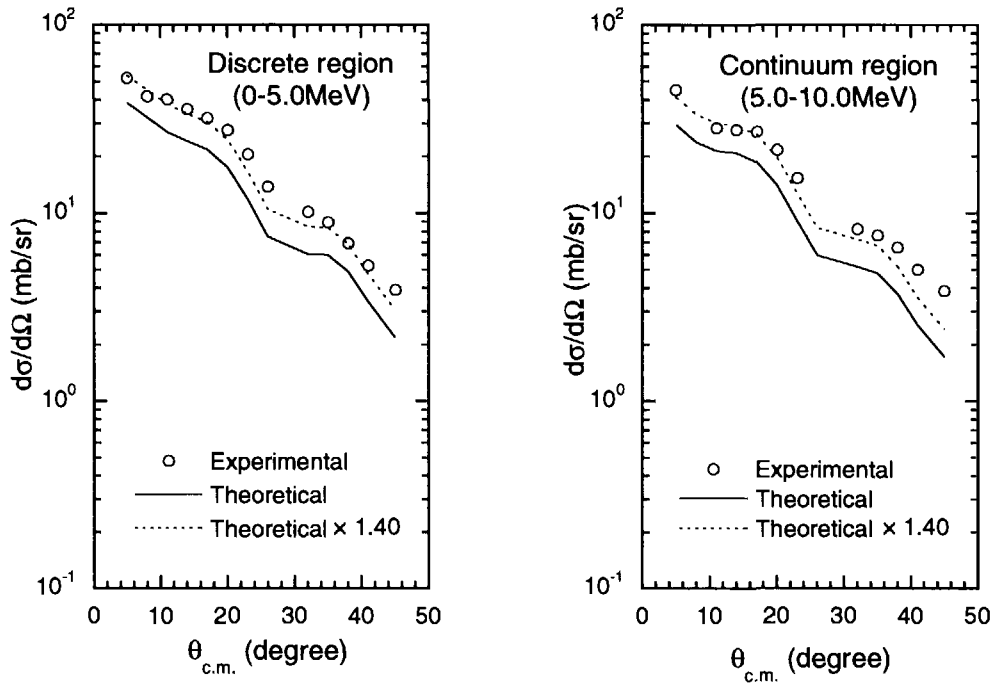 Discrete region
(0-5.0MeV)
10²
10¹
10⁰
10⁻¹
dσ/dΩ (mb/sr)
Experimental
Theoretical
Theoretical × 1.40
0 10 20 30 40 50
θc.m. (degree)
Continuum region
(5.0-10.0MeV)
10²
10¹
10⁰
10⁻¹
dσ/dΩ (mb/sr)
Experimental
Theoretical
Theoretical × 1.40
0 10 20 30 40 50
θc.m. (degree)